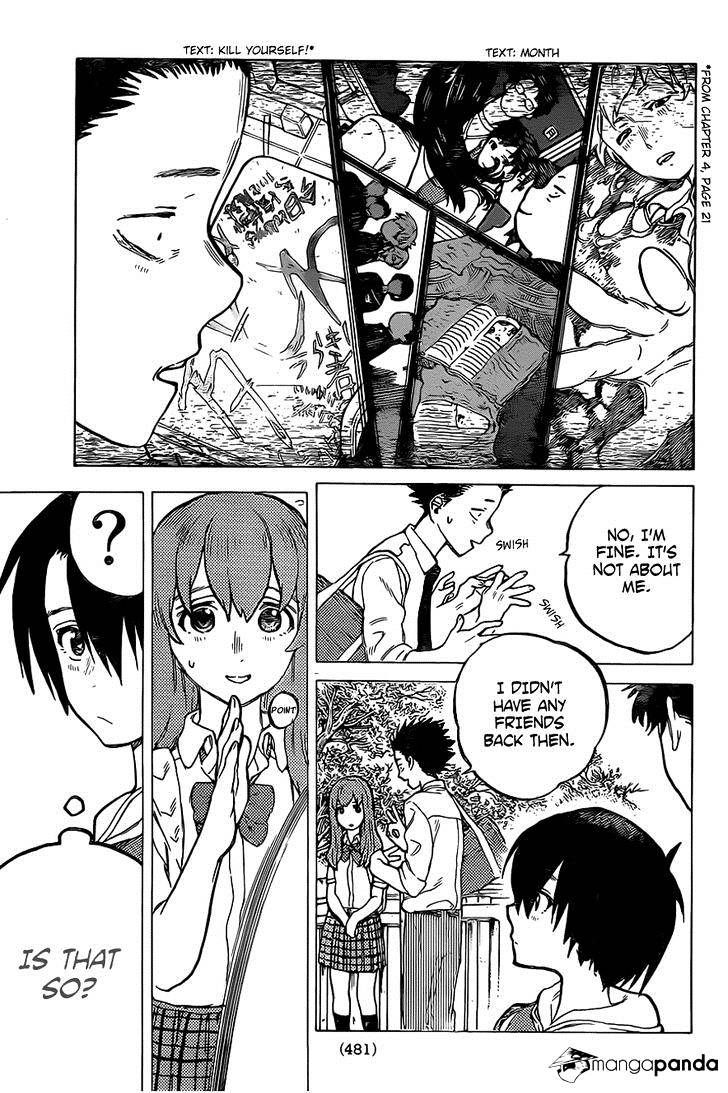 TEXT: KILL YOURSELF!*
TEXT: MONTH
*FROM CHAPTER 4, PAGE 21
NO, I'M
FINE. IT'S
NOT ABOUT
ME.
SWISH
SWISH
I DIDN'T
HAVE ANY
FRIENDS
BACK THEN.
POINT
?
IS THAT
SO?
(481)
mangapanda